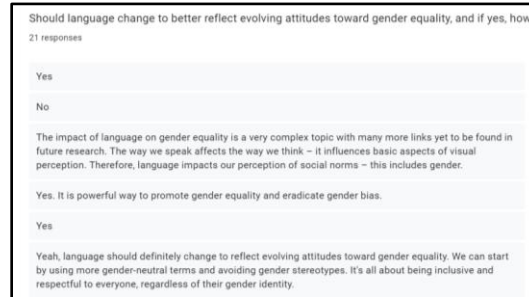 Should language change to better reflect evolving attitudes toward gender equality, and if yes, how
21 responses
Yes
No
The impact of language on gender equality is a very complex topic with many more links yet to be found in
future research. The way we speak affects the way we think – it influences basic aspects of visual
perception. Therefore, language impacts our perception of social norms – this includes gender.
Yes. It is powerful way to promote gender equality and eradicate gender bias.
Yes
Yeah, language should definitely change to reflect evolving attitudes toward gender equality. We can start
by using more gender-neutral terms and avoiding gender stereotypes. It's all about being inclusive and
respectful to everyone, regardless of their gender identity.